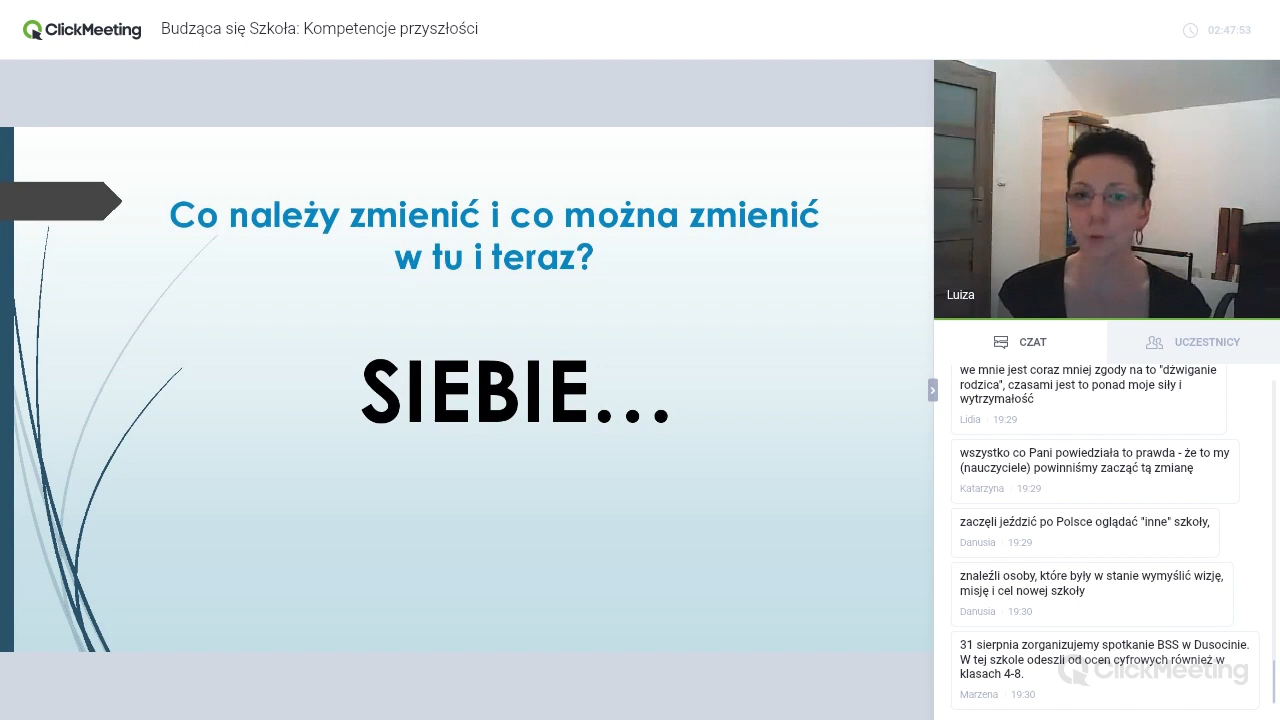 ClickMeeting
Budząca się Szkoła: Kompetencje przyszłości
02:47:53
Co należy zmienić i co można zmienić
w tu i teraz?
SIEBIE...
Luiza
CZAT
UCZESTNICY
we mnie jest coraz mniej zgody na to "dźwiganie
rodzica", czasami jest to ponad moje siły i
wytrzymałość
Lidia · 19:29
wszystko co Pani powiedziała to prawda - że to my
(nauczyciele) powinniśmy zacząć tą zmianę
Katarzyna · 19:29
zaczęli jeździć po Polsce oglądać "inne" szkoły,
Danusia · 19:29
znaleźli osoby, które były w stanie wymyślić wizję,
misję i cel nowej szkoły
Danusia · 19:30
31 sierpnia zorganizujemy spotkanie BSS w Dusocinie.
W tej szkole odeszli od ocen cyfrowych również w
klasach 4-8.
Marzena · 19:30
ClickMeeting